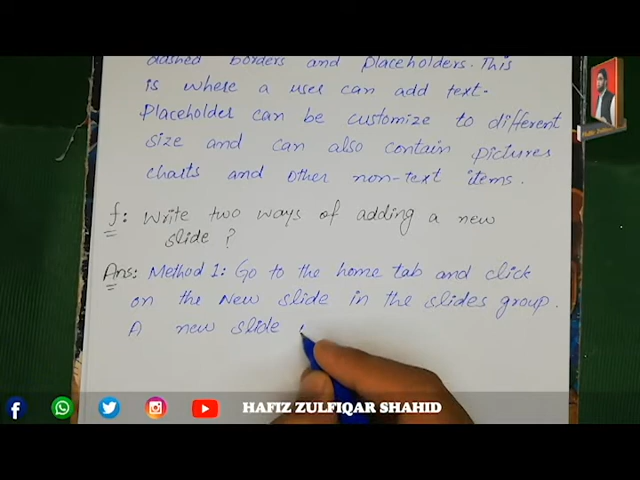 dashed borders and placeholders. This
is where a user can add text.
Placeholder can be customize to different
size and can also contain pictures
charts and other non-text items.
f: Write two ways of adding a new
slide ?
Ans: Method 1: Go to the home tab and click
on the New slide in the slides group.
A new slide
HAFIZ ZULFIQAR SHAHID